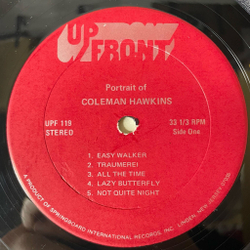 UP
FRONT
Portrait of
COLEMAN HAWKINS
UPF 119
STEREO
33 1/3 RPM
Side One
1. EASY WALKER
2. TRAUMEREI
3. ALL THE TIME
4. LAZY BUTTERFLY
5. NOT QUITE NIGHT
A PRODUCT OF SPRINGBOARD INTERNATIONAL RECORDS, INC. LINDEN, NEW JERSEY